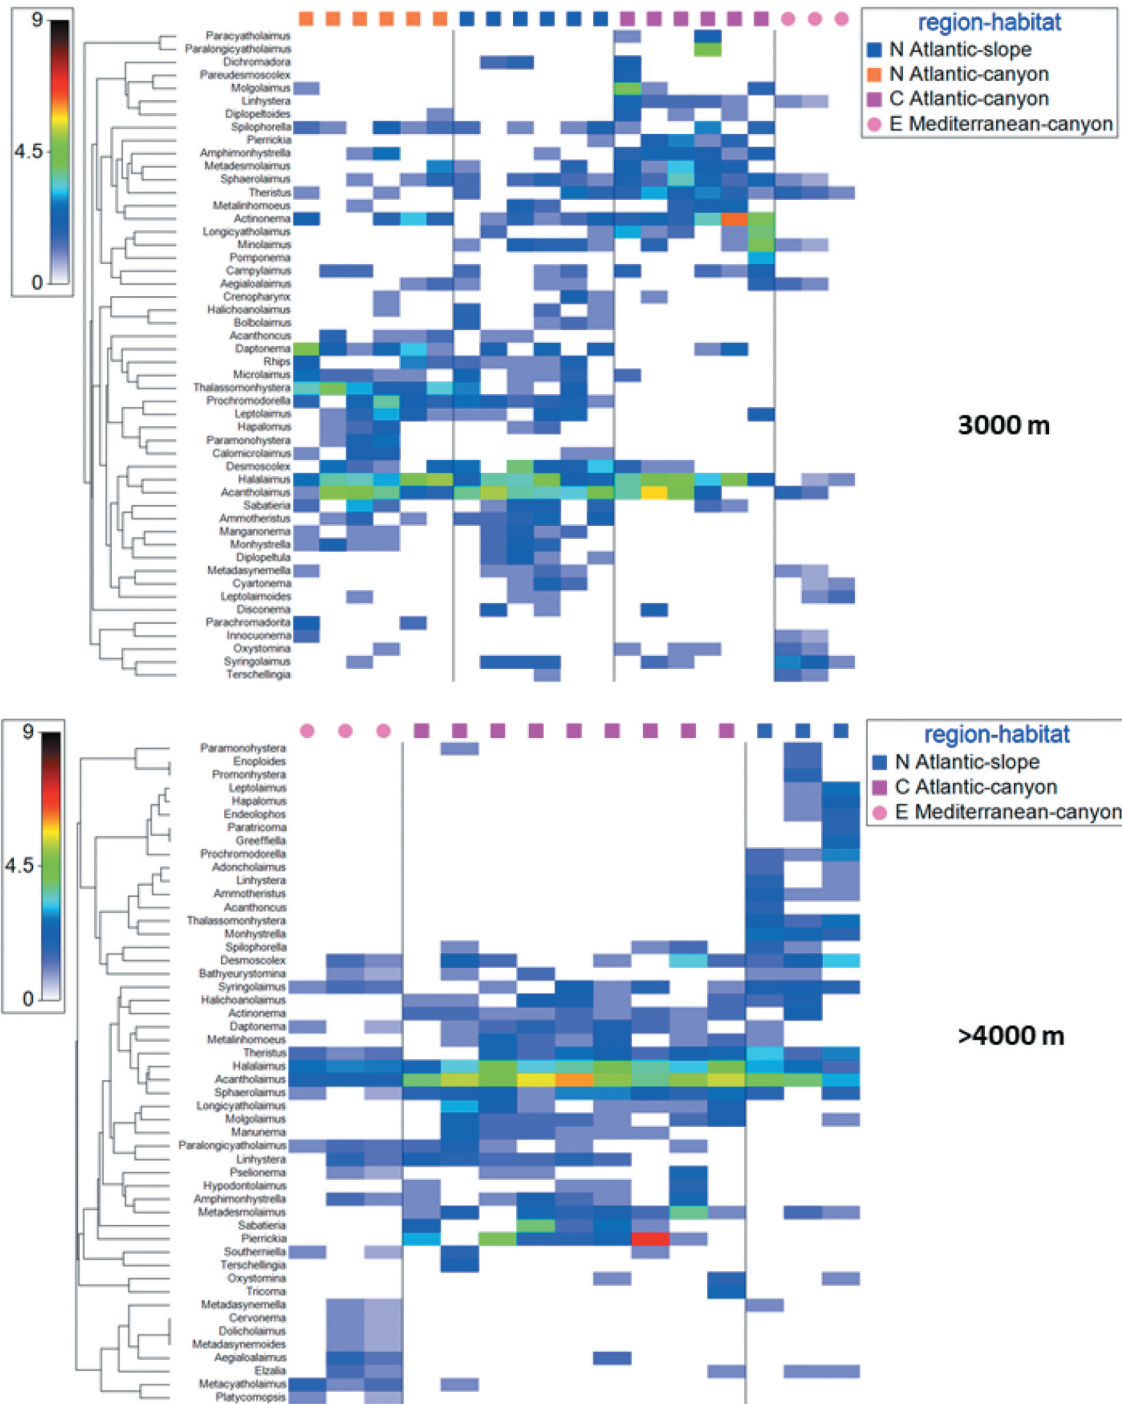 9
4.5
0
region-habitat
N Atlantic-slope
N Atlantic-canyon
C Atlantic-canyon
E Mediterranean-canyon
Paracyatholaimus
Paralongicyatholaimus
Dichromadora
Pareudesmoscolex
Molgolaimus
Linhystera
Diplopeltoides
Spilophorella
Pierrickia
Amphimonhystrella
Metadesmolaimus
Sphaerolaimus
Theristus
Metalinhomoeus
Actinonema
Longicyatholaimus
Minolaimus
Pomponema
Campylaimus
Aegialoalaimus
Crenopharynx
Halichoanolaimus
Bolbolaimus
Acanthoncus
Daptonema
Rhips
Microlaimus
Thalassomonhystera
Prochromodorella
Leptolaimus
Hapalomus
Paramonohystera
Calomicrolaimus
Desmoscolex
Halalaimus
Acantholaimus
Sabatieria
Ammotheristus
Manganonema
Monhystrella
Diplopeltula
Metadasynemella
Cyartonema
Leptolaimoides
Disconema
Parachromadorita
Innocuonema
Oxystomina
Syringolaimus
Terschellingia
3000 m
9
4.5
0
region-habitat
N Atlantic-slope
C Atlantic-canyon
E Mediterranean-canyon
Paramonohystera
Enoploides
Promonhystera
Leptolaimus
Hapalomus
Endeolophos
Paratricoma
Greeffiella
Prochromodorella
Adoncholaimus
Linhystera
Ammotheristus
Acanthoncus
Thalassomonhystera
Monhystrella
Spilophorella
Desmoscolex
Bathyeurystomina
Syringolaimus
Halichoanolaimus
Actinonema
Daptonema
Metalinhomoeus
Theristus
Halalaimus
Acantholaimus
Sphaerolaimus
Longicyatholaimus
Molgolaimus
Manunema
Paralongicyatholaimus
Linhystera
Pselionema
Hypodontolaimus
Amphimonhystrella
Metadesmolaimus
Sabatieria
Pierrickia
Southerniella
Terschellingia
Oxystomina
Tricoma
Metadasynemella
Cervonema
Dolicholaimus
Metadasynemoides
Aegialoalaimus
Elzalia
Metacyatholaimus
Platycomopsis
>4000 m